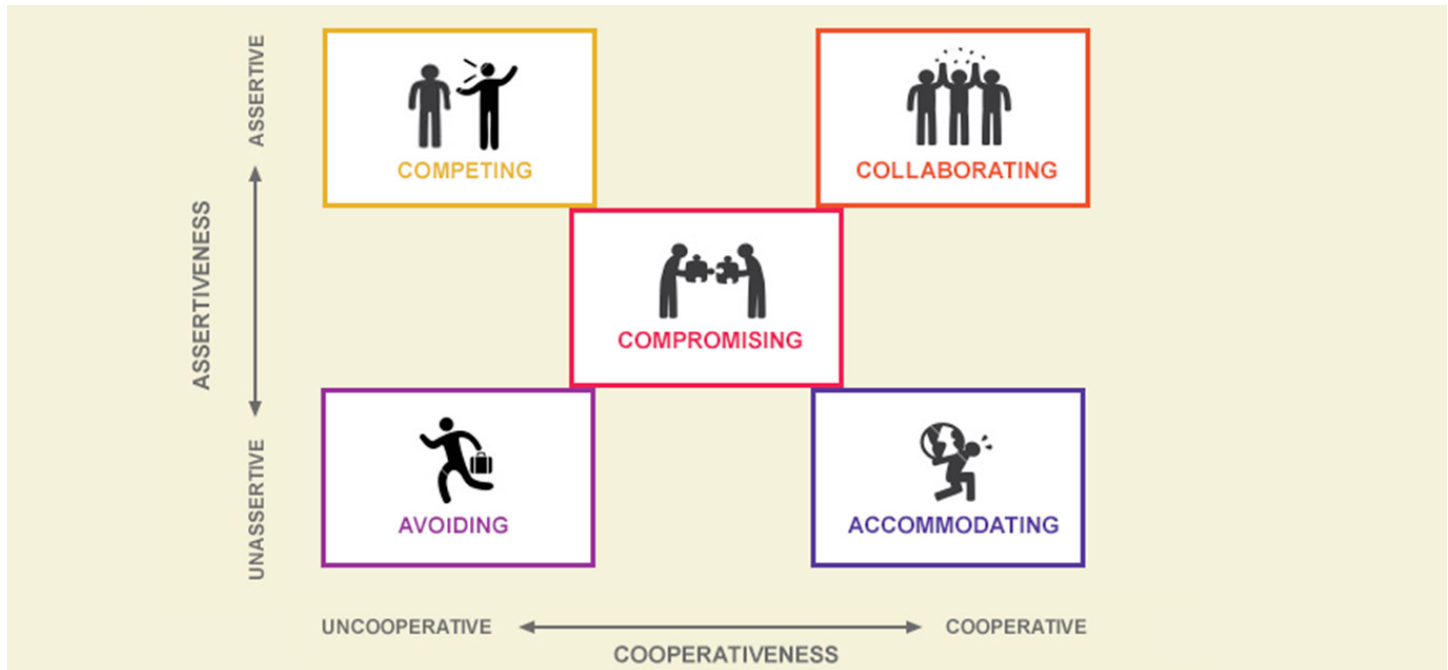 ASSERTIVE
COMPETING
COLLABORATING
ASSERTIVENESS
COMPROMISING
UNASSERTIVE
AVOIDING
ACCOMMODATING
UNCOOPERATIVE
COOPERATIVE
COOPERATIVENESS